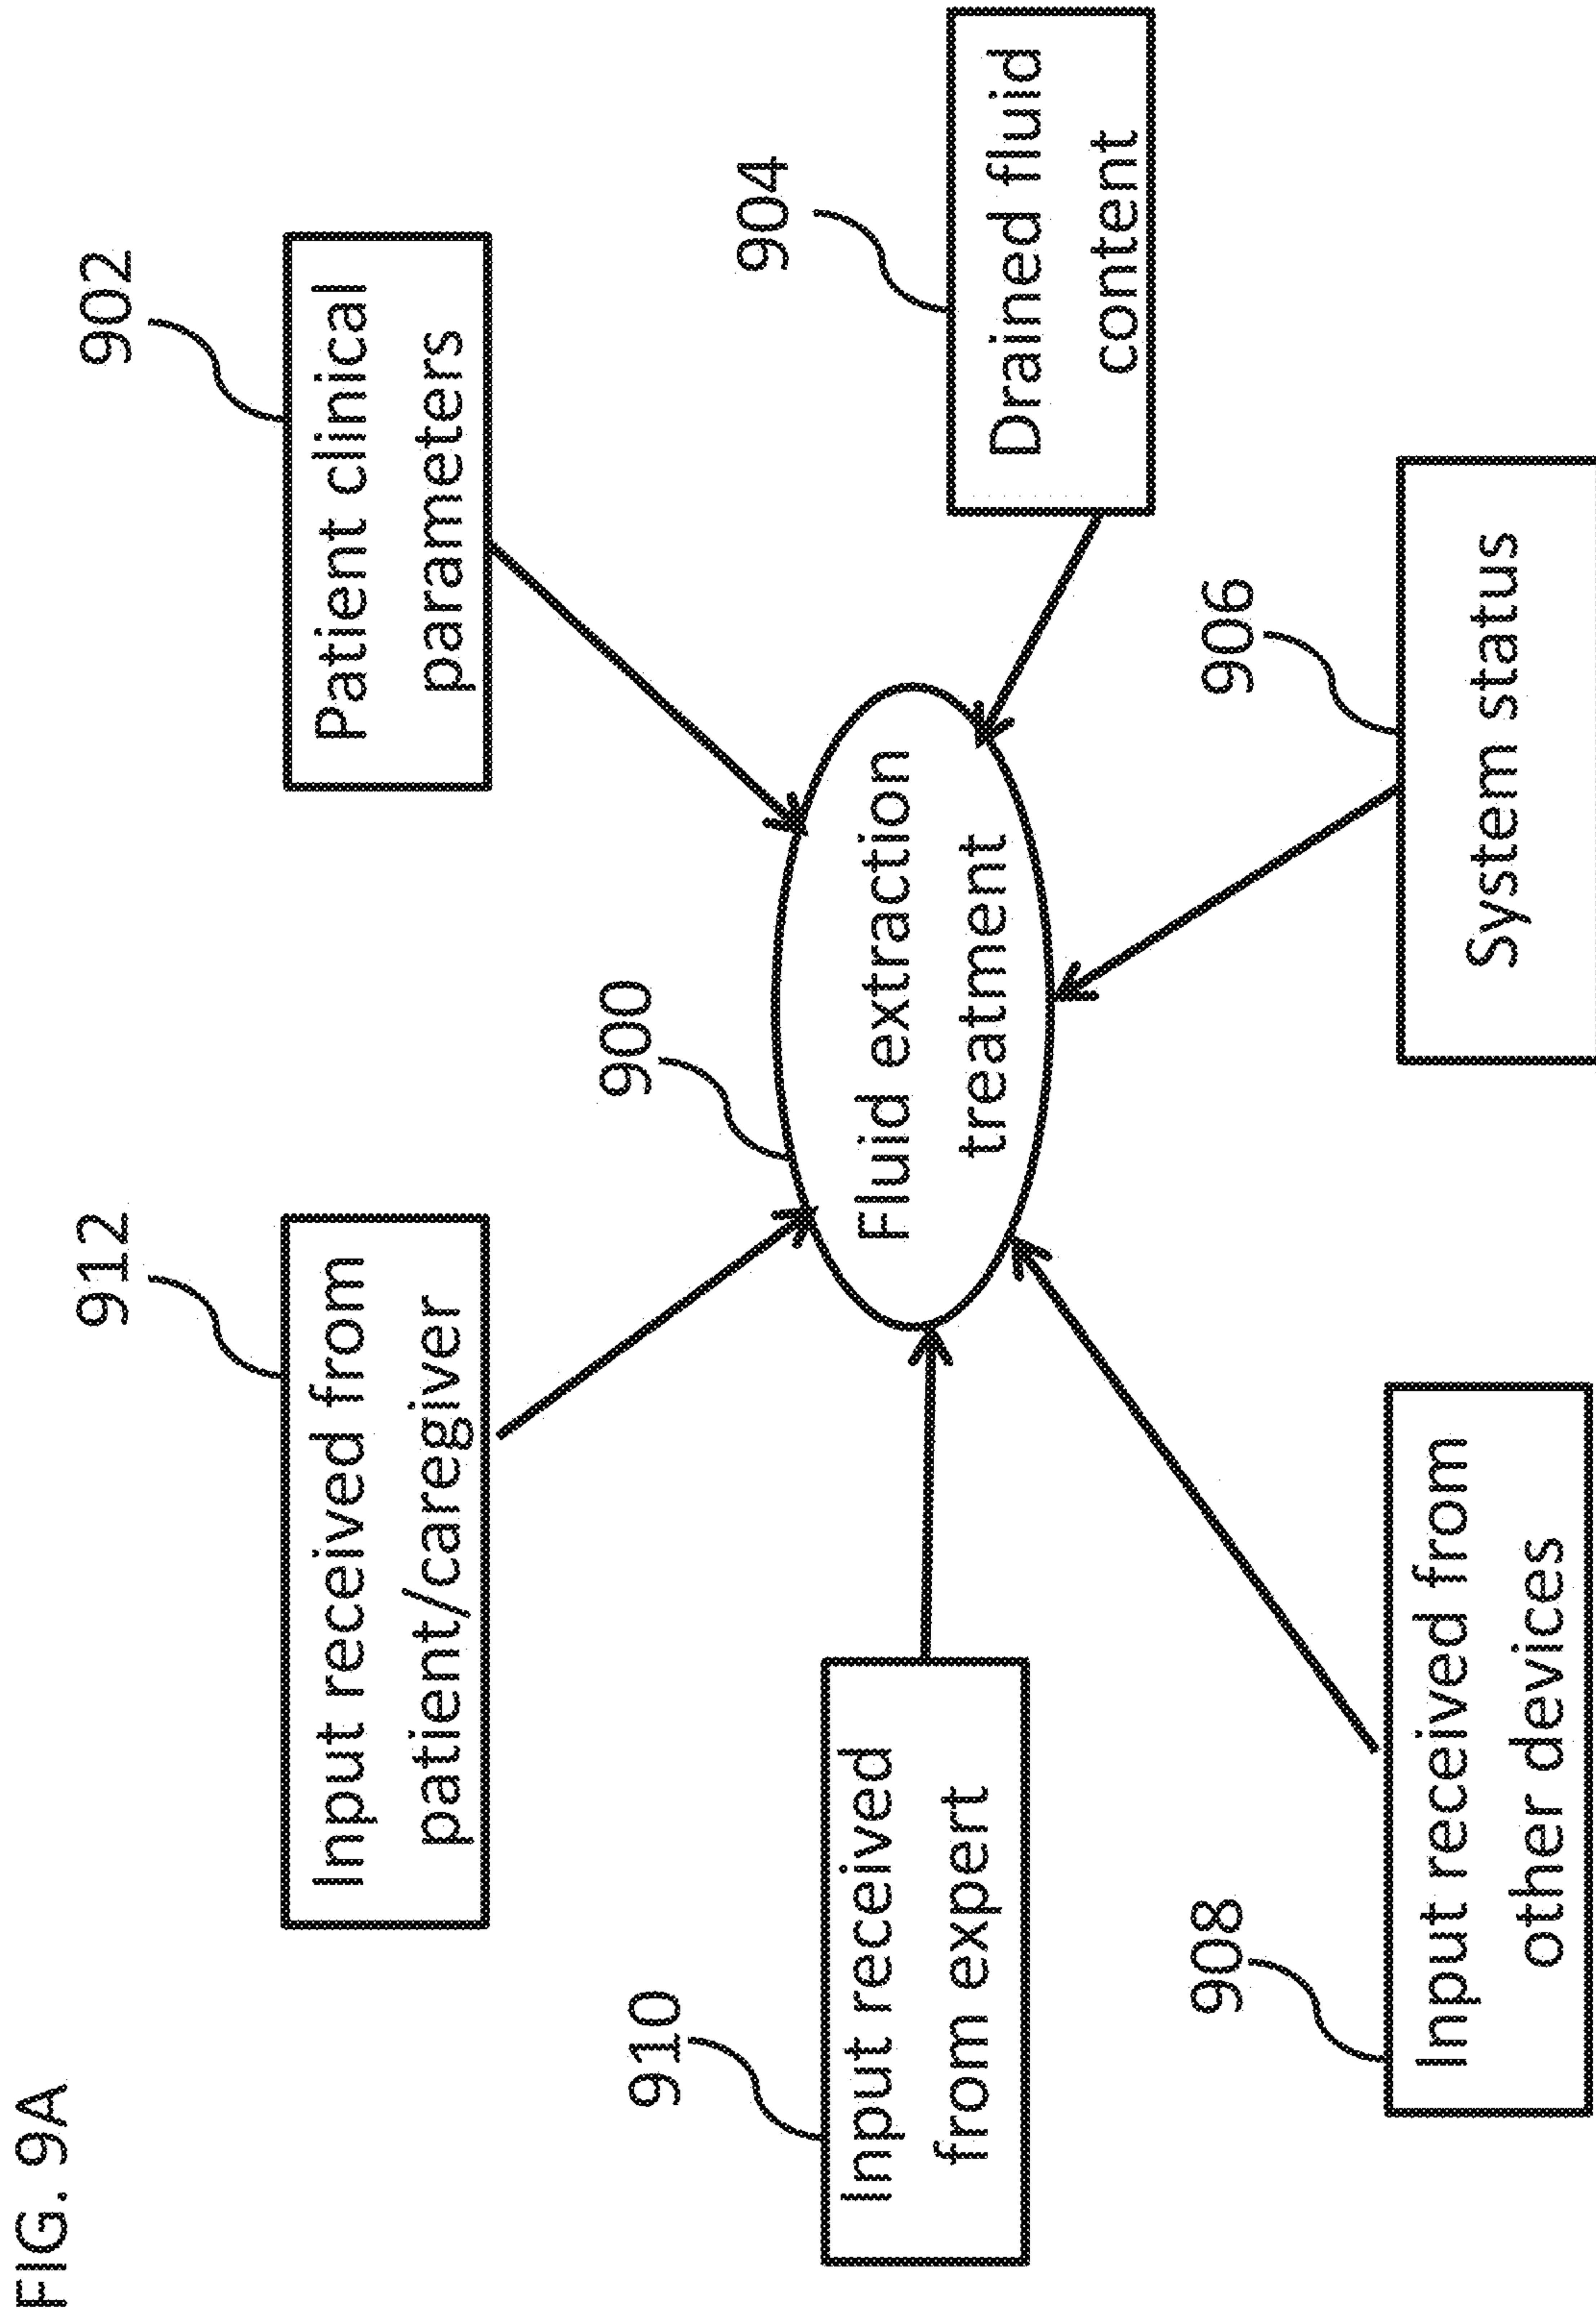 FIG. 9A
912
Input received from
patient/caregiver
902
Patient clinical
parameters
910
Input received
from expert
900
Fluid extraction
treatment
904
Drained fluid
content
908
Input received from
other devices
906
System status